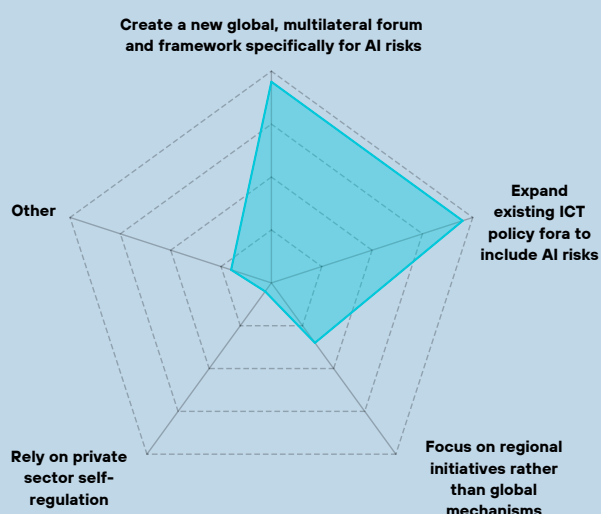 Create a new global, multilateral forum
and framework specifically for AI risks
Other
Expand
existing ICT
policy fora to
include AI risks
Rely on private
sector self-
regulation
Focus on regional
initiatives rather
than global
mechanisms